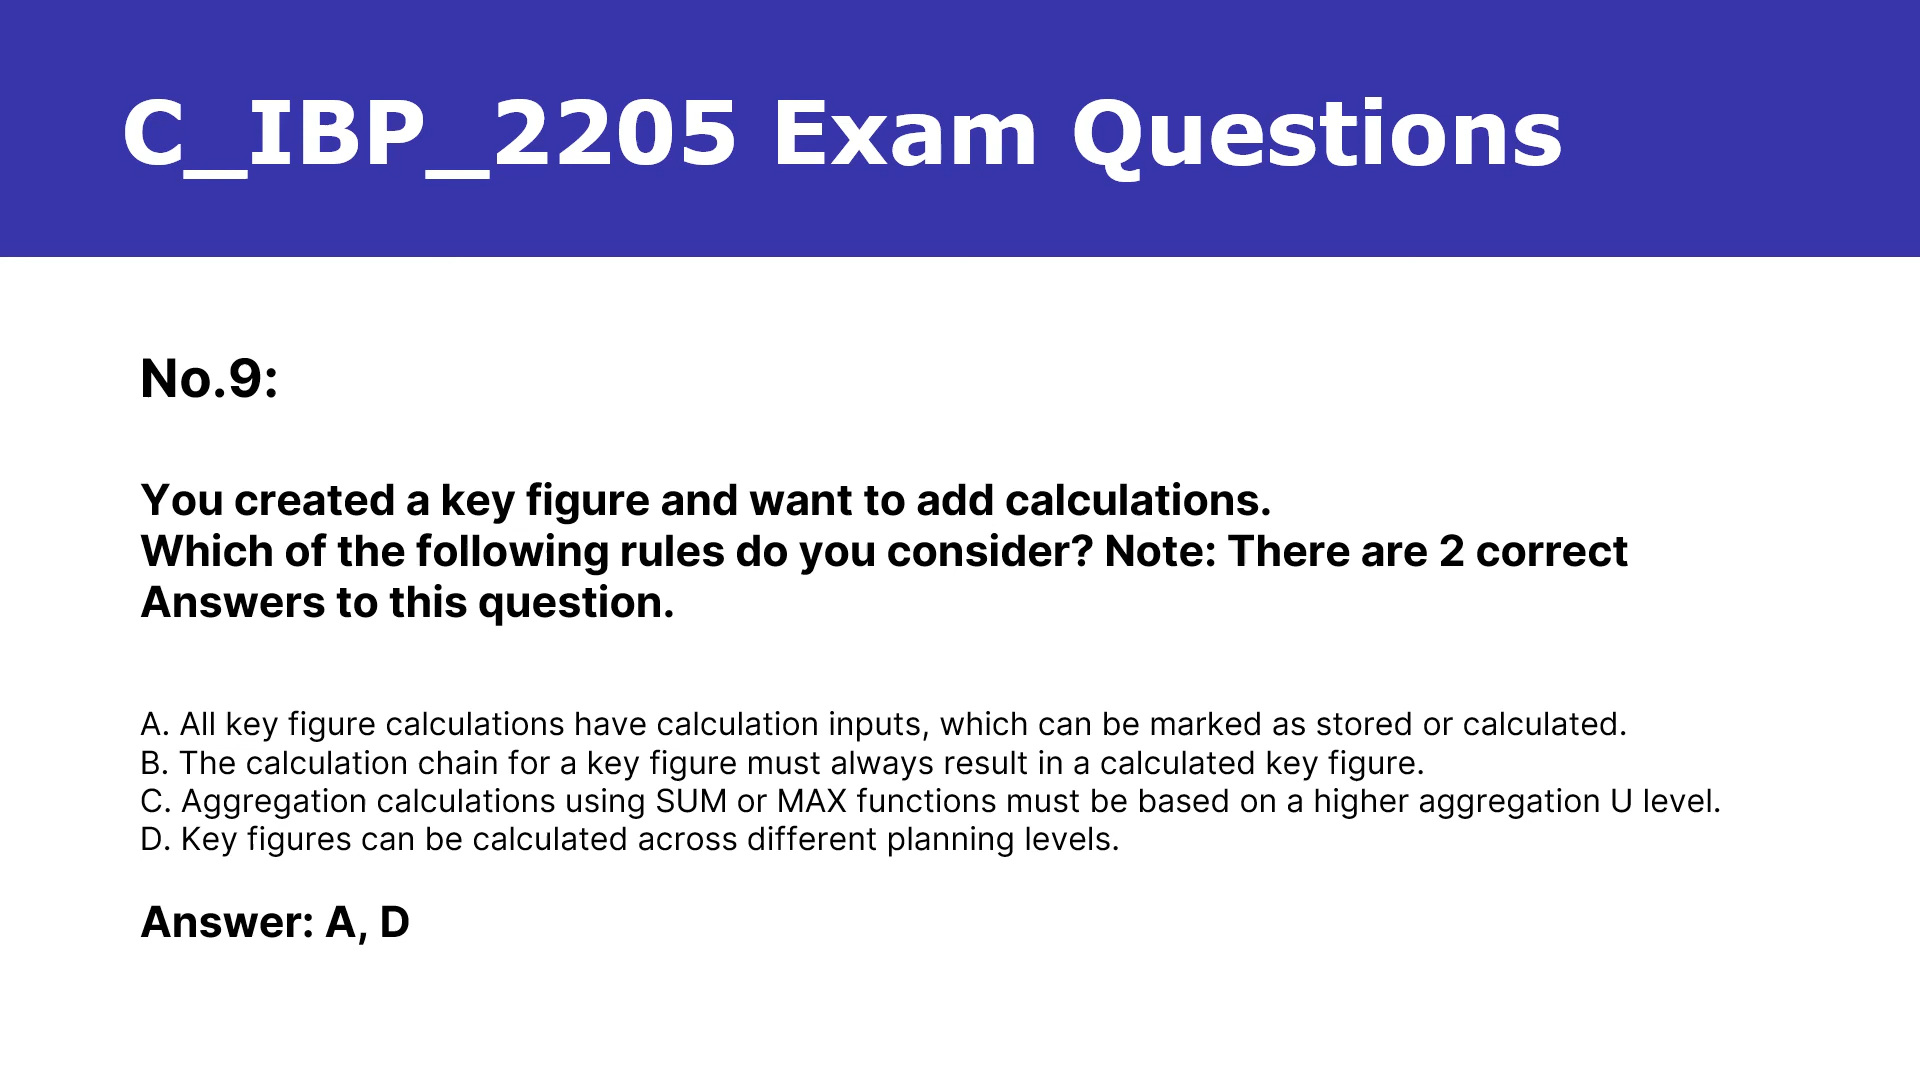 C_IBP_2205 Exam Questions
No.9:
You created a key figure and want to add calculations.
Which of the following rules do you consider? Note: There are 2 correct
Answers to this question.
A. All key figure calculations have calculation inputs, which can be marked as stored or calculated.
B. The calculation chain for a key figure must always result in a calculated key figure.
C. Aggregation calculations using SUM or MAX functions must be based on a higher aggregation U level.
D. Key figures can be calculated across different planning levels.
Answer: A, D